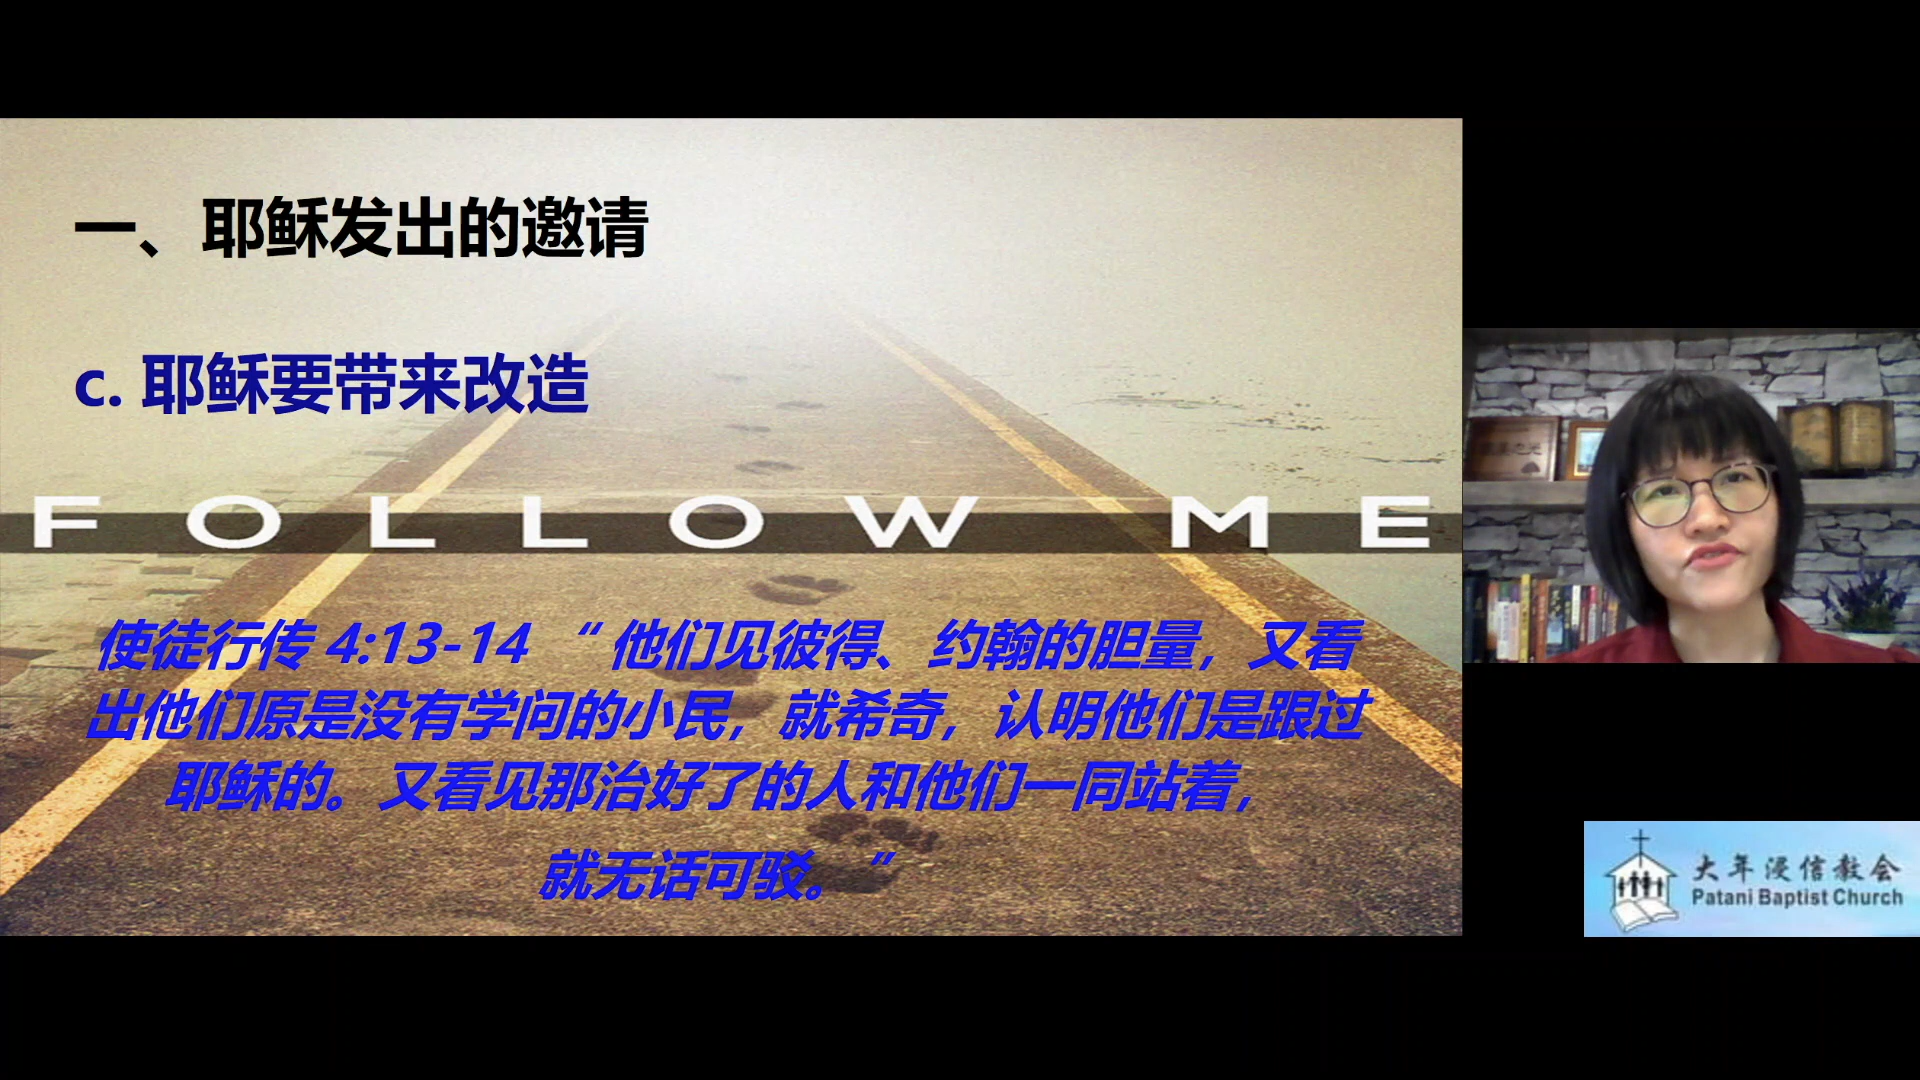 一、耶稣发出的邀请
c. 耶稣要带来改造
FOLLOW ME
使徒行传 4:13-14 “ 他们见彼得、约翰的胆量，又看
出他们原是没有学问的小民，就希奇，认明他们是跟过
耶稣的。又看见那治好了的人和他们一同站着，
就无话可驳。”
大年浸信教会
Patani Baptist Church